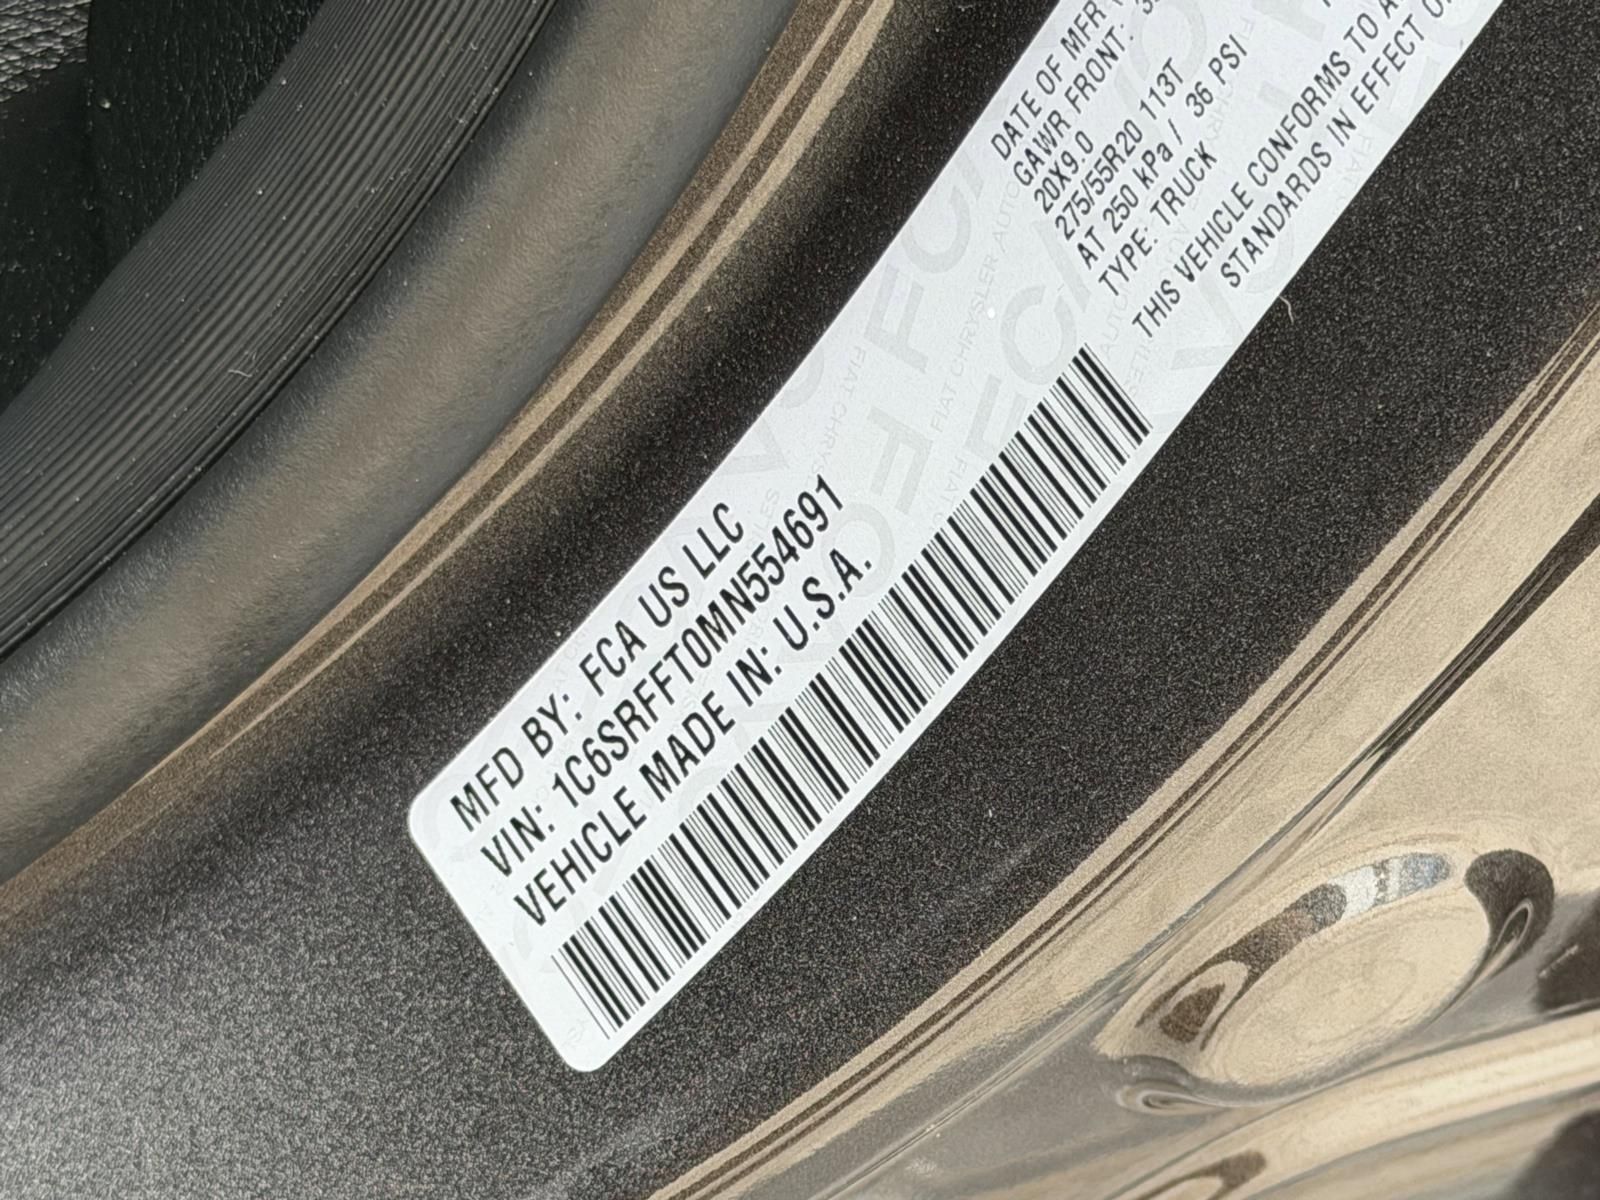 MFD BY: FCA US LLC
VIN: 1C6SRFFT0MN554691
VEHICLE MADE IN: U.S.A.
DATE OF MFR
GAWR FRONT:
20X9.0
275/55R20 113T
AT 250 kPa / 36 PSI
TYPE: TRUCK
THIS VEHICLE CONFORMS TO
STANDARDS IN EFFECT